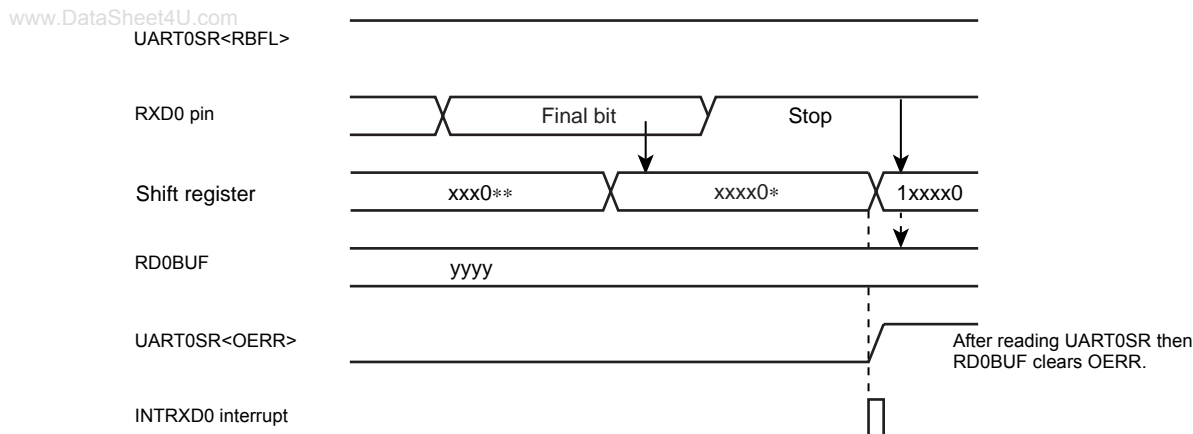 www.DataSheet4U.com
UART0SR<RBFL>
RXD0 pin
Final bit
Stop
Shift register
xxx0**
xxxx0*
1xxxx0
RD0BUF
yyyy
UART0SR<OERR>
After reading UART0SR then
RD0BUF clears OERR.
INTRXD0 interrupt